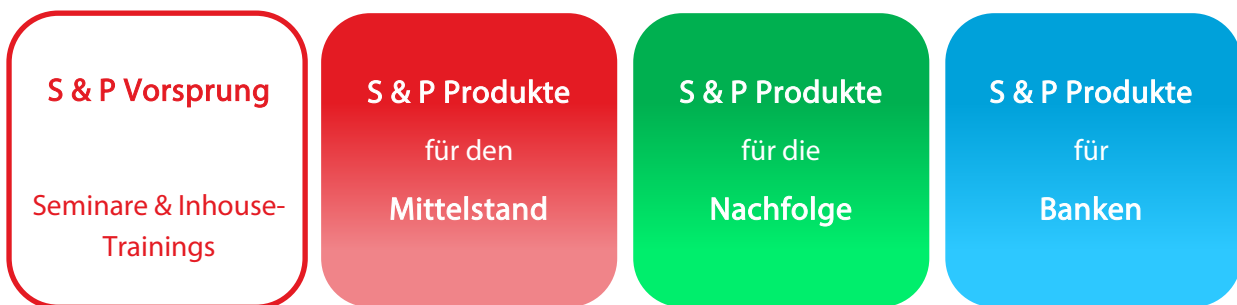 S & P Vorsprung
Seminare & Inhouse-
Trainings
S & P Produkte
für den
Mittelstand
S & P Produkte
für die
Nachfolge
S & P Produkte
für
Banken